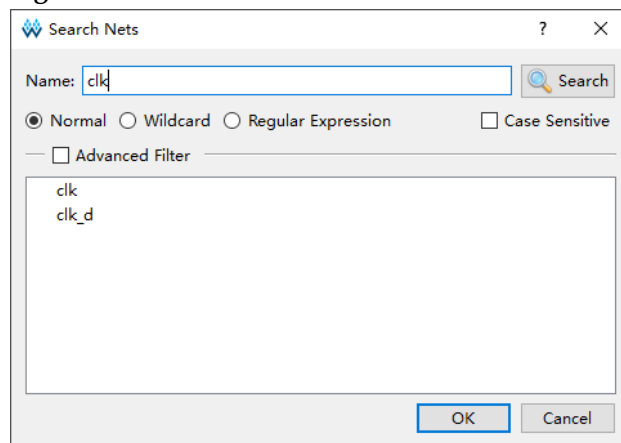 Search Nets ? ×
Name: clk Search
Normal Wildcard Regular Expression Case Sensitive
Advanced Filter
clk
clk_d
OK Cancel